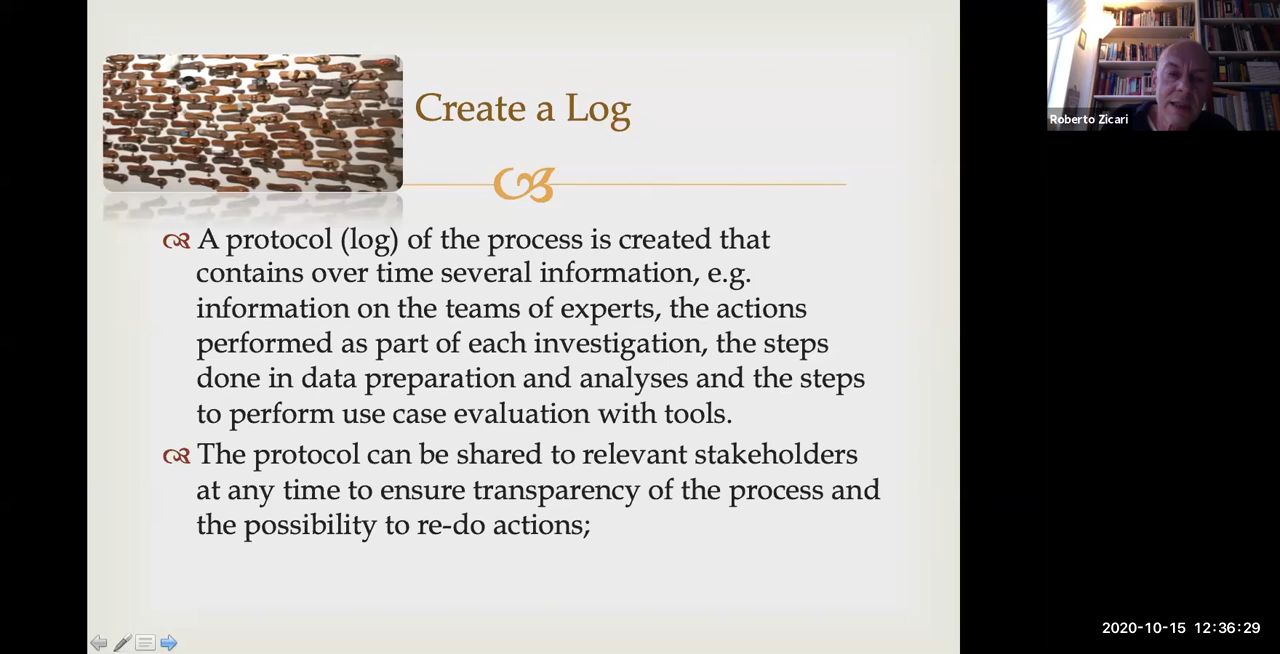 Create a Log
A protocol (log) of the process is created that
contains over time several information, e.g.
information on the teams of experts, the actions
performed as part of each investigation, the steps
done in data preparation and analyses and the steps
to perform use case evaluation with tools.
The protocol can be shared to relevant stakeholders
at any time to ensure transparency of the process and
the possibility to re-do actions;
Roberto Zicari
2020-10-15 12:36:29